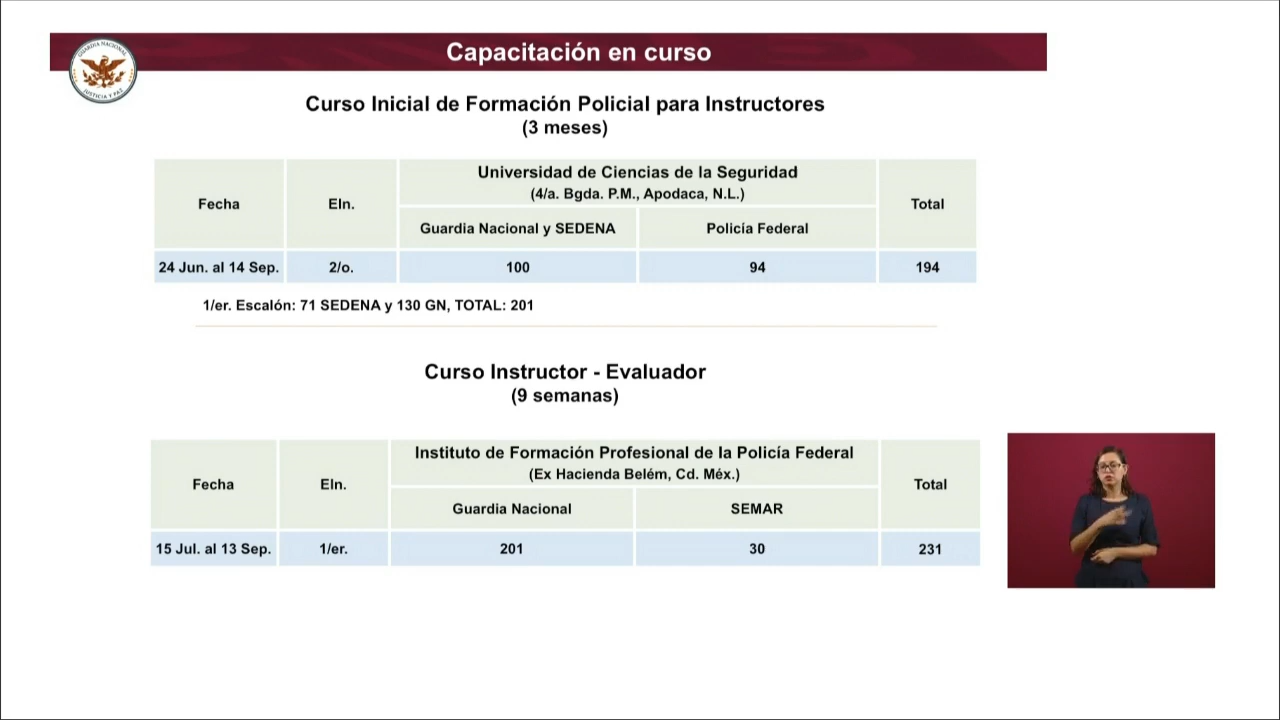 Capacitación en curso
GUARDIA NACIONAL
JUSTICIA Y PAZ
Curso Inicial de Formación Policial para Instructores
(3 meses)
Fecha
Eln.
Universidad de Ciencias de la Seguridad
(4/a. Bgda. P.M., Apodaca, N.L.)
Total
Guardia Nacional y SEDENA
Policía Federal
24 Jun. al 14 Sep.
2/o.
100
94
194
1/er. Escalón: 71 SEDENA y 130 GN, TOTAL: 201
Curso Instructor - Evaluador
(9 semanas)
Fecha
Eln.
Instituto de Formación Profesional de la Policía Federal
(Ex Hacienda Belém, Cd. Méx.)
Total
Guardia Nacional
SEMAR
15 Jul. al 13 Sep.
1/er.
201
30
231